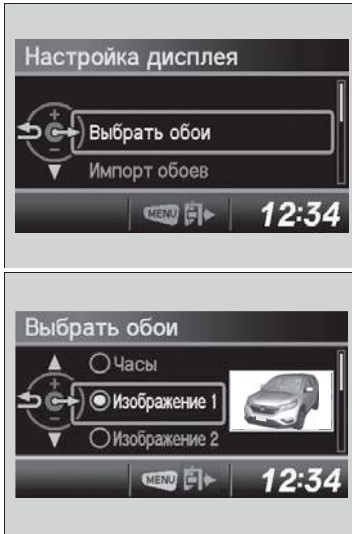 Настройка дисплея
Выбрать обои
Импорт обоев
MENU
12:34
Выбрать обои
Часы
Изображение 1
Изображение 2
MENU
12:34